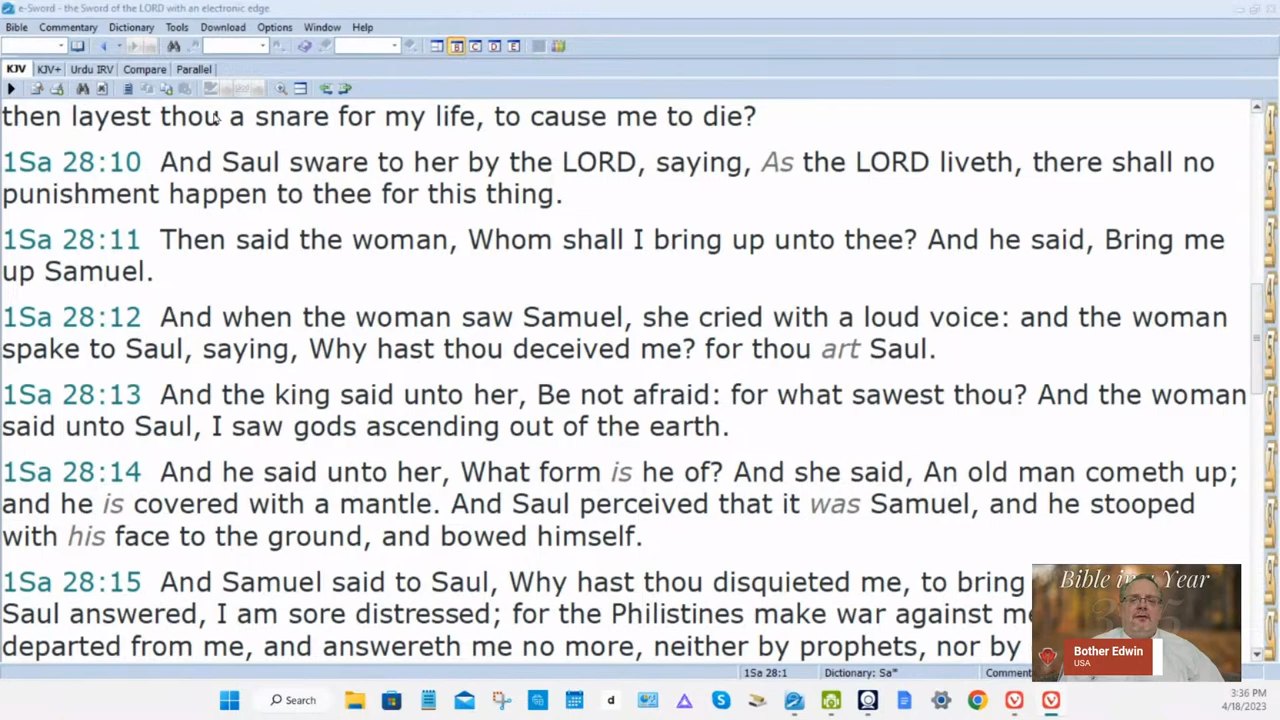 e-Sword - the Sword of the LORD with an electronic edge
Bible Commentary Dictionary Tools Download Options Window Help
B C D E
KJV KJV+ Urdu IRV Compare Parallel
then layest thou a snare for my life, to cause me to die?
1Sa 28:10 And Saul sware to her by the LORD, saying, As the LORD liveth, there shall no
punishment happen to thee for this thing.
1Sa 28:11 Then said the woman, Whom shall I bring up unto thee? And he said, Bring me
up Samuel.
1Sa 28:12 And when the woman saw Samuel, she cried with a loud voice: and the woman
spake to Saul, saying, Why hast thou deceived me? for thou art Saul.
1Sa 28:13 And the king said unto her, Be not afraid: for what sawest thou? And the woman
said unto Saul, I saw gods ascending out of the earth.
1Sa 28:14 And he said unto her, What form is he of? And she said, An old man cometh up;
and he is covered with a mantle. And Saul perceived that it was Samuel, and he stooped
with his face to the ground, and bowed himself.
1Sa 28:15 And Samuel said to Saul, Why hast thou disquieted me, to bring
Saul answered, I am sore distressed; for the Philistines make war against me
departed from me, and answereth me no more, neither by prophets, nor by
Bible in a Year
365
Bother Edwin
USA
1Sa 28:1 Dictionary: Sa* Comment
Search
3:36 PM
4/18/2023